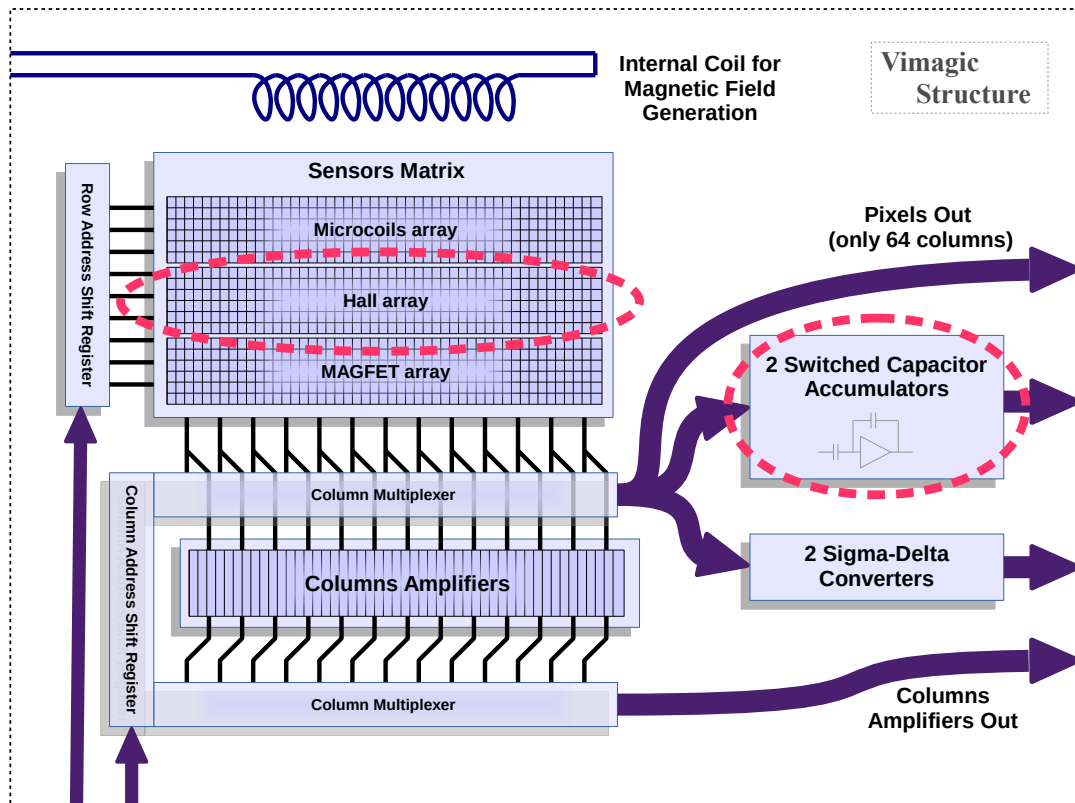 Internal Coil for
Magnetic Field
Generation
Vimagic
Structure
Sensors Matrix
Row Address Shift Register
Microcoils array
Hall array
MAGFET array
Pixels Out
(only 64 columns)
2 Switched Capacitor
Accumulators
Column Address Shift Register
Column Multiplexer
2 Sigma-Delta
Converters
Columns Amplifiers
Column Multiplexer
Columns
Amplifiers Out